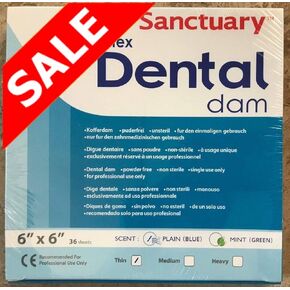 SALE
Sanctuary™
ex
Dental
dam
• Kofferdam • puderfrei • unsteril • fur den einmaligen gebrauch
• nur für den zahnmedizinischen gebrauch
• Digue dentaire • sans poudre • non-stérile • à usage unique
• exclusivement réservé à un usage professionnel
• Dental dam • powder free • non sterile • single use only
• for professional use only
• Diga dentale • senza polvere • non sterili • monouso
• esclusivamente ad uso professionale
• Diques de goma • sin polvo • no esteril • de un solo uso
• recomendado solo para uso profesional
6” x 6” 36 sheets
SCENT : PLAIN (BLUE) MINT (GREEN)
CE Recommended For
Professional Use Only
Thin Medium Heavy